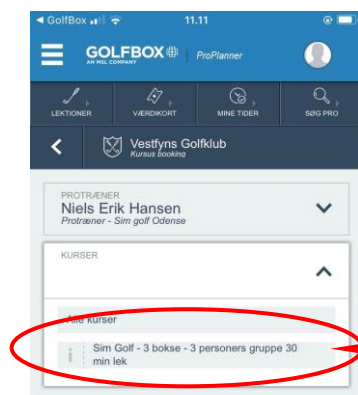 GolfBox
11.11
GOLFBOX
AN MSL COMPANY
ProPlanner
LEKTIONER
VÆRDIKORT
MINE TIDER
SØG PRO
Vestfyns Golfklub
Kursus booking
PROTRÆNER
Niels Erik Hansen
Protræner - Sim golf Odense
KURSER
Alle kurser
Sim Golf - 3 bokse - 3 personers gruppe 30
min lek